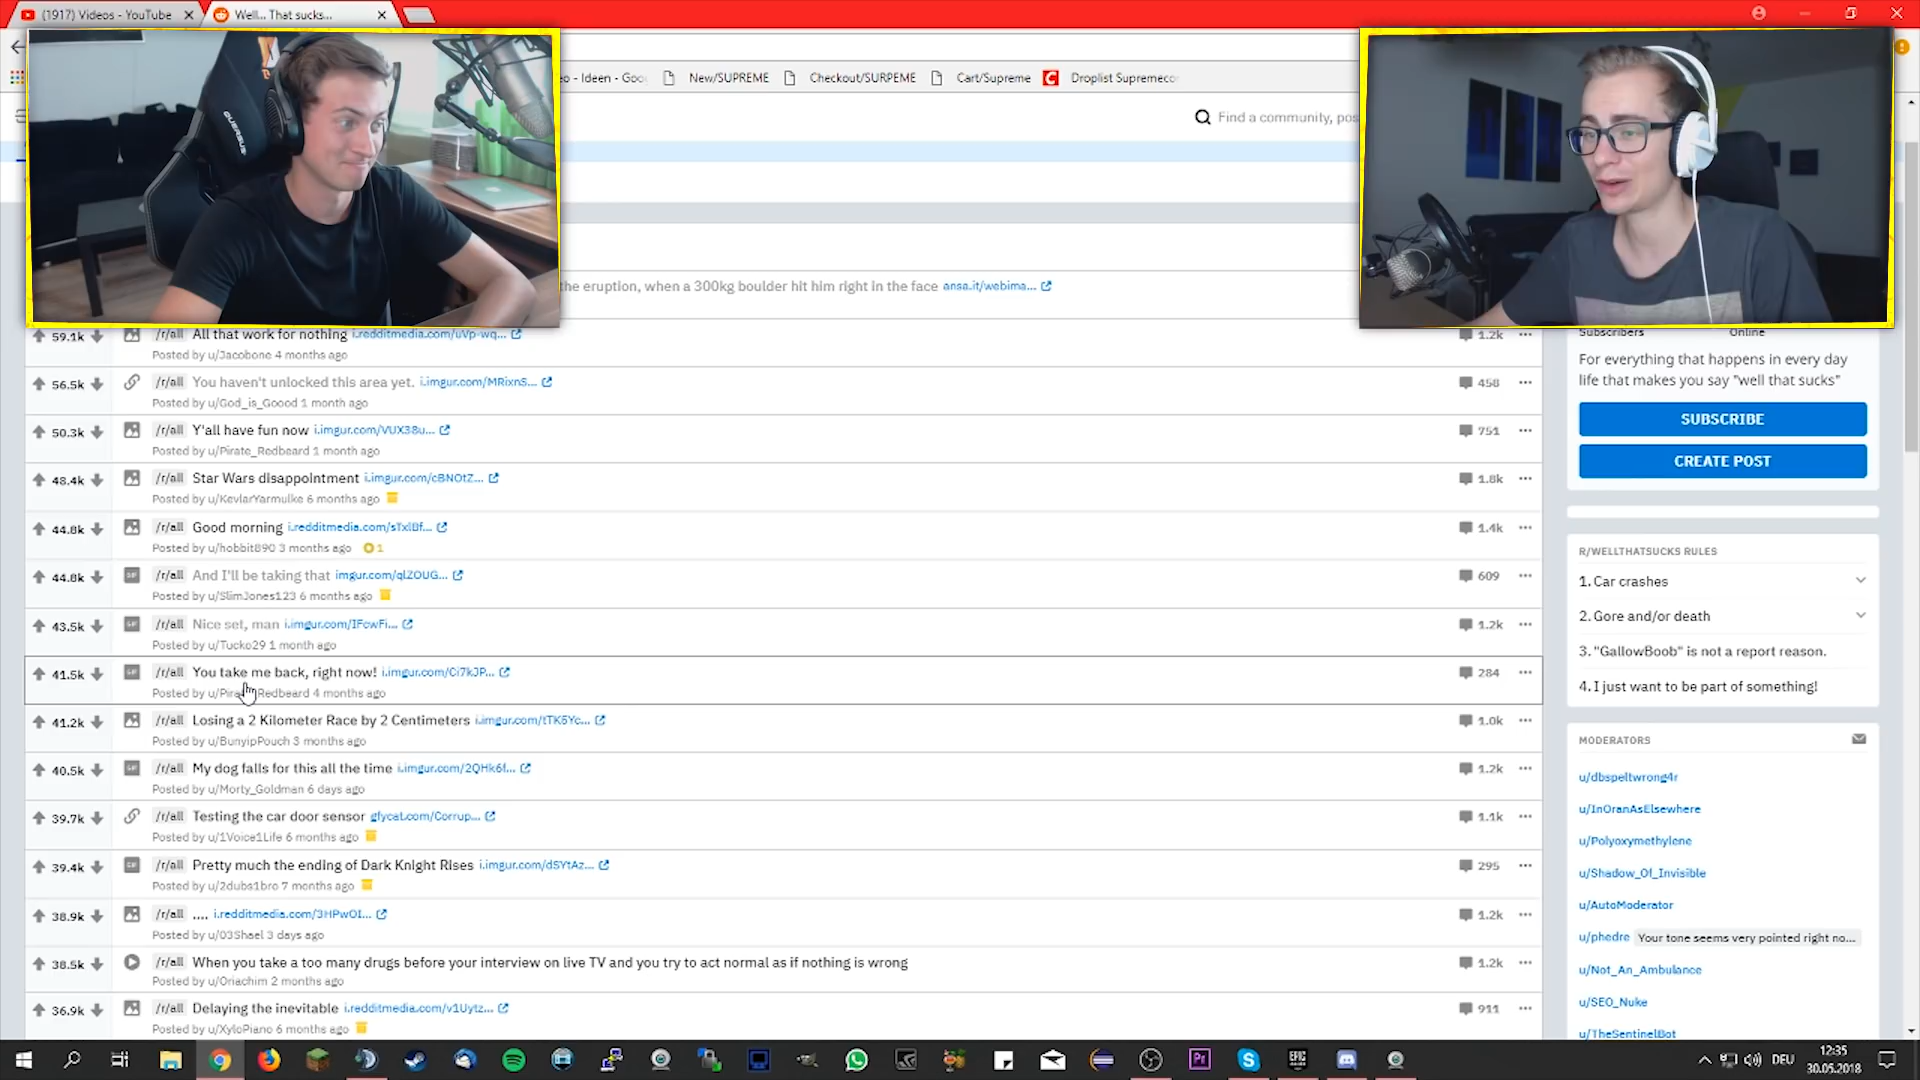 (1917) Videos - YouTube
Well... That sucks...
New/SUPREME
Checkout/SURPEME
Cart/Supreme
Droplist Supremeco
QUERSUS
Find a community, pos
the eruption, when a 300kg boulder hit him right in the face ansa.it/webima...
59.1k /r/all All that work for nothing i.redditmedia.com/uVp-wq... 1.2k
Posted by u/Jacobone 4 months ago
56.5k /r/all You haven't unlocked this area yet. i.imgur.com/MRixnS... 458
Posted by u/God_is_Goood 1 month ago
50.3k /r/all Y'all have fun now i.imgur.com/VUX38u... 751
Posted by u/Pirate_Redbeard 1 month ago
48.4k /r/all Star Wars disappointment i.imgur.com/cBNOtZ... 1.8k
Posted by u/KevlarYarmulke 6 months ago
44.8k /r/all Good morning i.redditmedia.com/sTxlBf... 1.4k
Posted by u/hobbit890 3 months ago 1
44.8k /r/all And I'll be taking that imgur.com/qlZOUG... 609
Posted by u/SlimJones123 6 months ago
43.5k /r/all Nice set, man i.imgur.com/IFcwFi... 1.2k
Posted by u/Tucko29 1 month ago
41.5k /r/all You take me back, right now! i.imgur.com/Ci7kJP... 284
Posted by Redbeard 4 months ago
41.2k /r/all Losing a 2 Kilometer Race by 2 Centimeters i.imgur.com/tTK5Yc... 1.0k
Posted by u/BunyipPouch 3 months ago
40.5k /r/all My dog falls for this all the time i.imgur.com/2QHk6f... 1.2k
Posted by u/Morty_Goldman 6 days ago
39.7k /r/all Testing the car door sensor gfycat.com/Corrup... 1.1k
Posted by u/1Voice1Life 6 months ago
39.4k /r/all Pretty much the ending of Dark Knight Rises i.imgur.com/dSYtAz... 295
Posted by u/2dubs1bro 7 months ago
38.9k /r/all .... i.redditmedia.com/3HPwOI... 1.2k
Posted by u/03Shael 3 days ago
38.5k /r/all When you take a too many drugs before your interview on live TV and you try to act normal as if nothing is wrong 1.2k
Posted by u/Oriachim 2 months ago
36.9k /r/all Delaying the inevitable i.redditmedia.com/v1Uytz... 911
Posted by u/XyloPiano 6 months ago
Subscribers Online
For everything that happens in every day
life that makes you say "well that sucks"
SUBSCRIBE
CREATE POST
R/WELLTHATSUCKS RULES
1. Car crashes
2. Gore and/or death
3. "GallowBoob" is not a report reason.
4. I just want to be part of something!
MODERATORS
u/dbspeltwrong4r
u/InOranAsElsewhere
u/Polyoxymethylene
u/Shadow_Of_Invisible
u/AutoModerator
u/phedre Your tone seems very pointed right no...
u/Not_An_Ambulance
u/SEO_Nuke
u/TheSentinelBot
DEU
12:35
30.05.2018